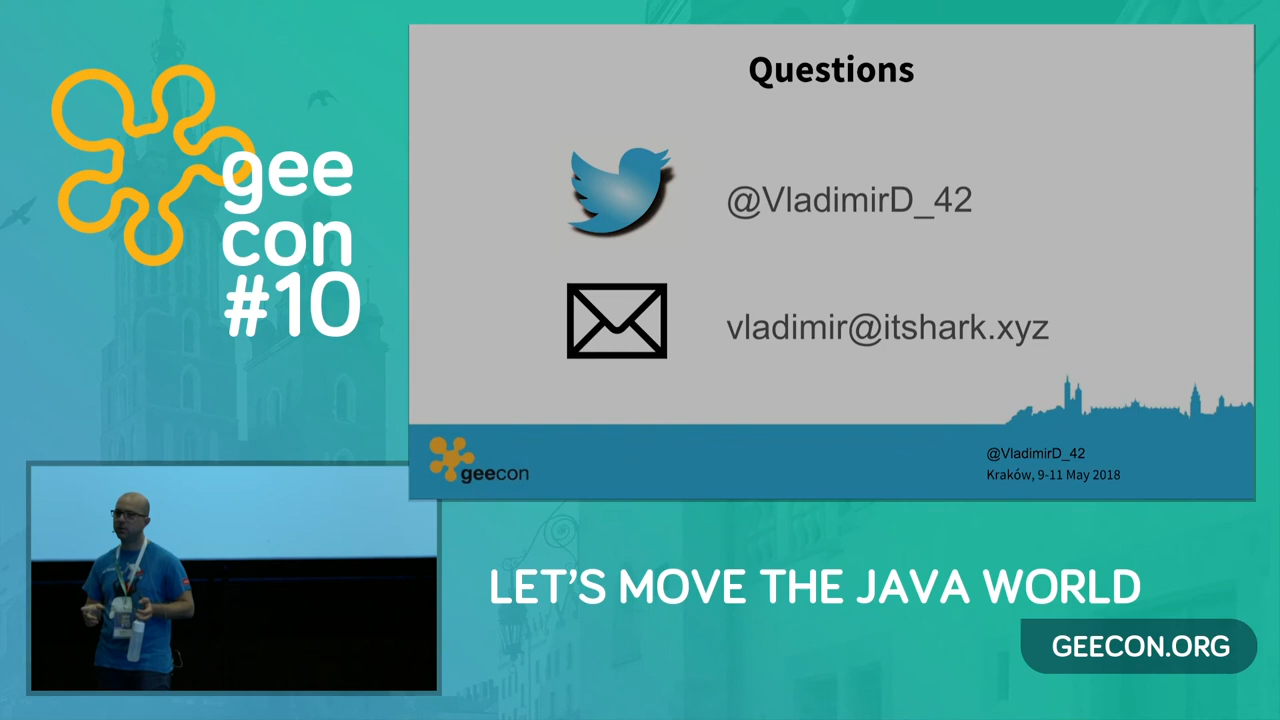 gee
con
#10
Questions
@VladimirD_42
vladimir@itshark.xyz
geecon
@VladimirD_42
Kraków, 9-11 May 2018
LET'S MOVE THE JAVA WORLD
GEECON.ORG